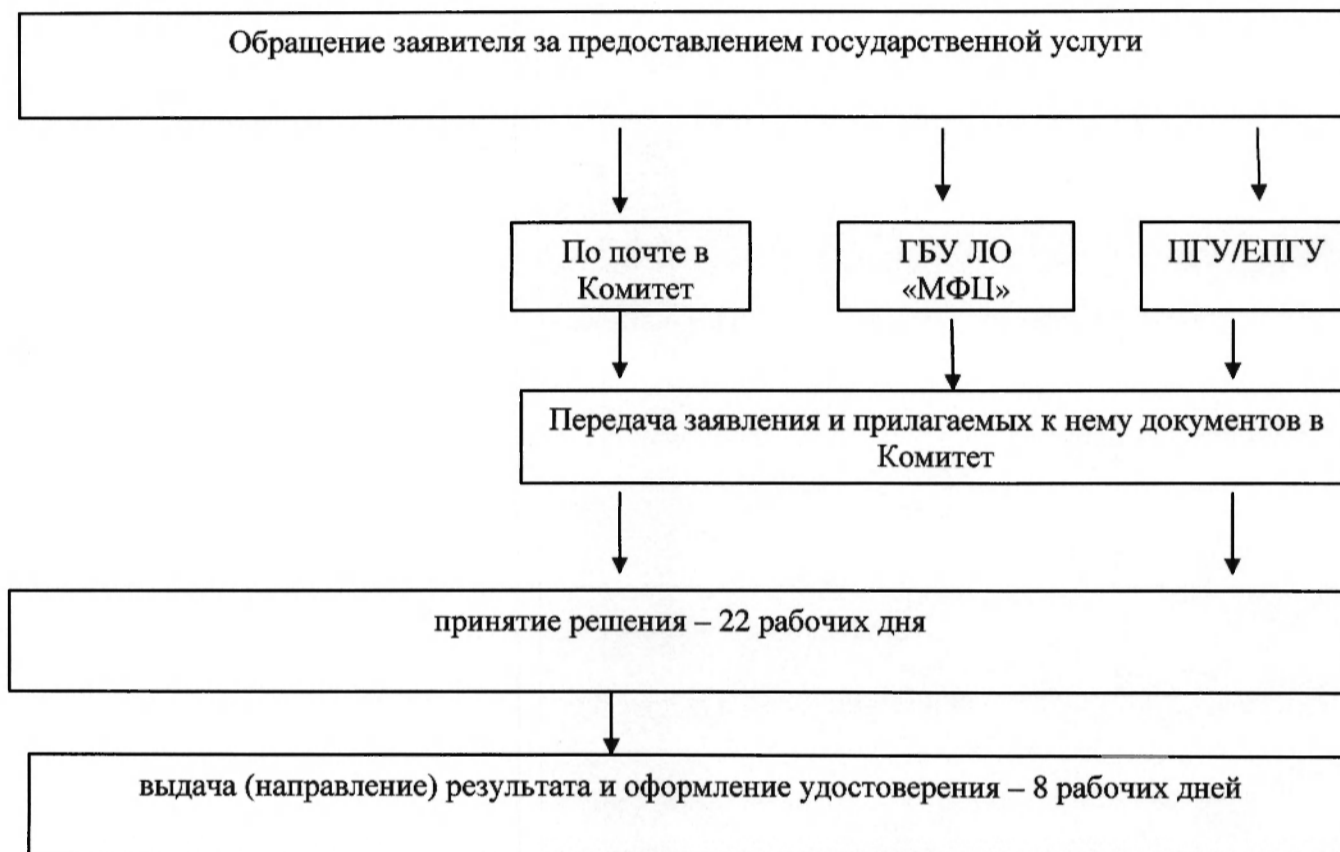 Обращение заявителя за предоставлением государственной услуги
По почте в
Комитет
ГБУ ЛО
«МФЦ»
ПГУ/ЕПГУ
Передача заявления и прилагаемых к нему документов в
Комитет
принятие решения – 22 рабочих дня
выдача (направление) результата и оформление удостоверения – 8 рабочих дней